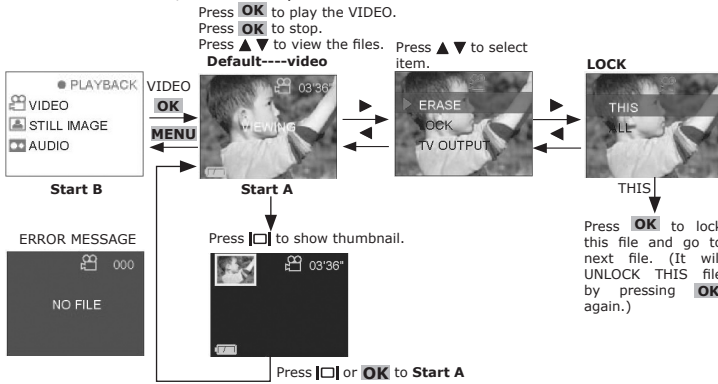 Press OK to play the VIDEO.
Press OK to stop.
Press ▲ ▼ to view the files.
Default----video
Press ▲ ▼ to select
item.
LOCK
PLAYBACK
VIDEO
STILL IMAGE
AUDIO
Start B
VIDEO
OK
MENU
03'36"
VIEWING
Start A
ERASE
LOCK
TV OUTPUT
THIS
ALL
THIS
Press OK to lock
this file and go to
next file. (It will
UNLOCK THIS file
by pressing OK
again.)
ERROR MESSAGE
000
NO FILE
Press to show thumbnail.
03'36"
Press or OK to Start A